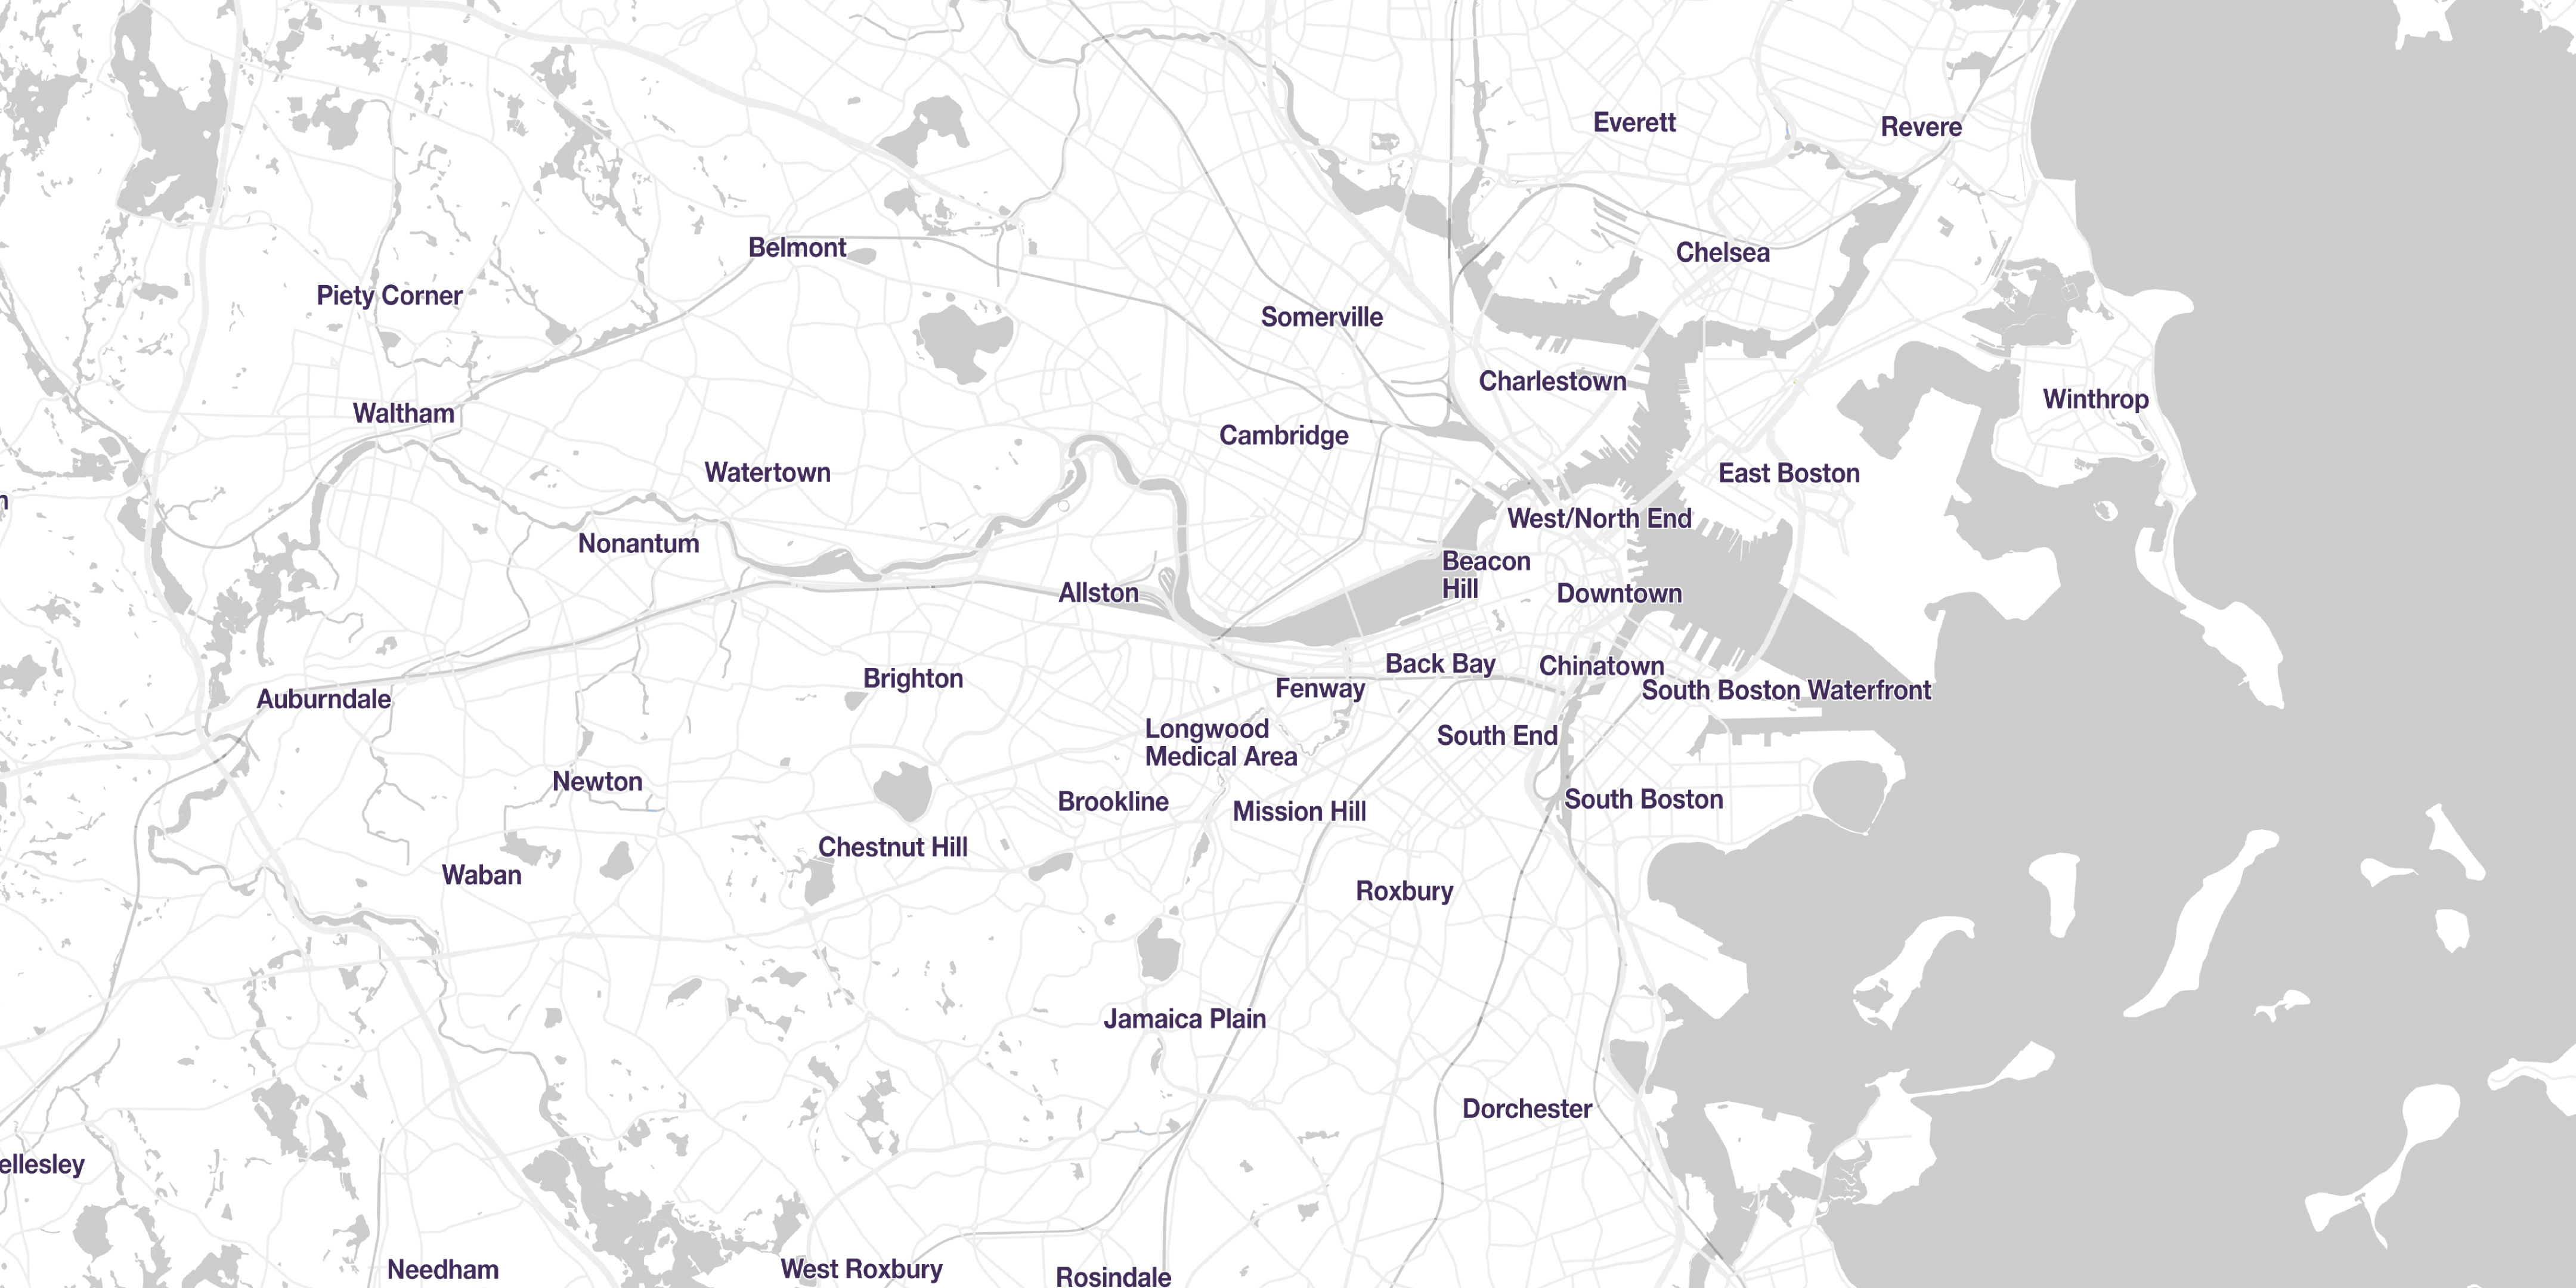 Everett
Revere
Belmont
Chelsea
Piety Corner
Somerville
Charlestown
Winthrop
Waltham
Cambridge
Watertown
East Boston
West/North End
Nonantum
Beacon
Hill
Allston
Downtown
Back Bay
Chinatown
Brighton
Fenway
South Boston Waterfront
Auburndale
Longwood
Medical Area
South End
Newton
Brookline
South Boston
Mission Hill
Chestnut Hill
Waban
Roxbury
Jamaica Plain
Dorchester
ellesley
Needham
West Roxbury
Rosindale